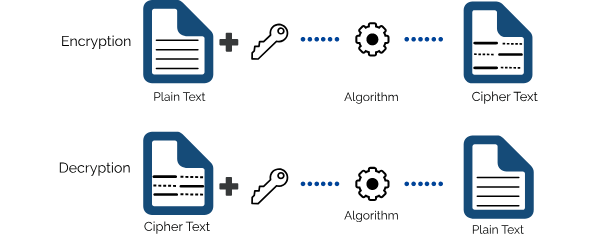 Encryption
Plain Text
Algorithm
Cipher Text
Decryption
Cipher Text
Algorithm
Plain Text